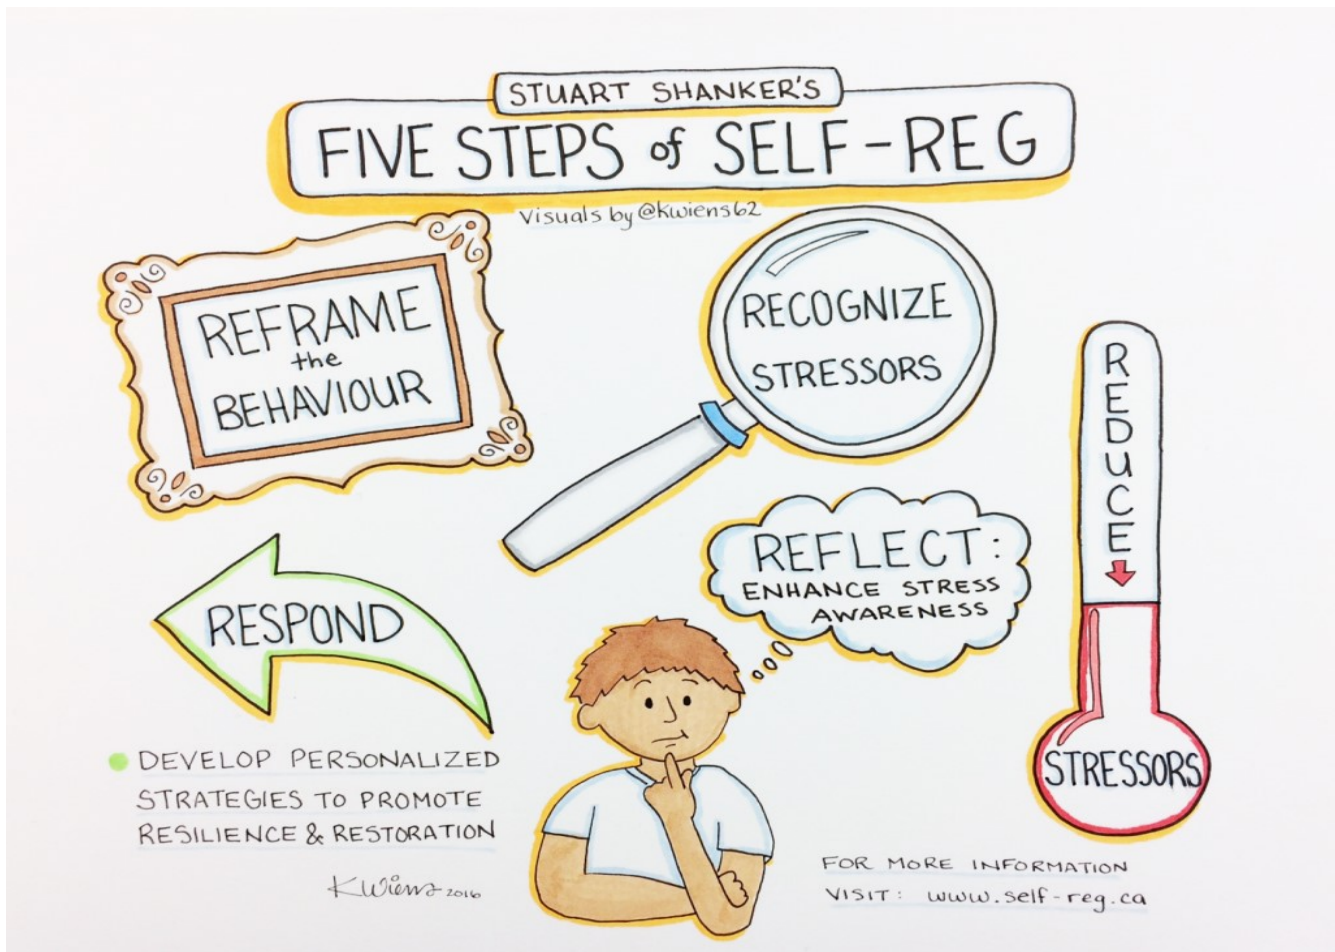 STUART SHANKER'S
FIVE STEPS of SELF-REG
Visuals by @kwiens62
REFRAME
the
BEHAVIOUR
RECOGNIZE
STRESSORS
REDUCE
STRESSORS
REFLECT:
ENHANCE STRESS
AWARENESS
RESPOND
DEVELOP PERSONALIZED
STRATEGIES TO PROMOTE
RESILIENCE & RESTORATION
KWiens 2016
FOR MORE INFORMATION
VISIT: www.self-reg.ca